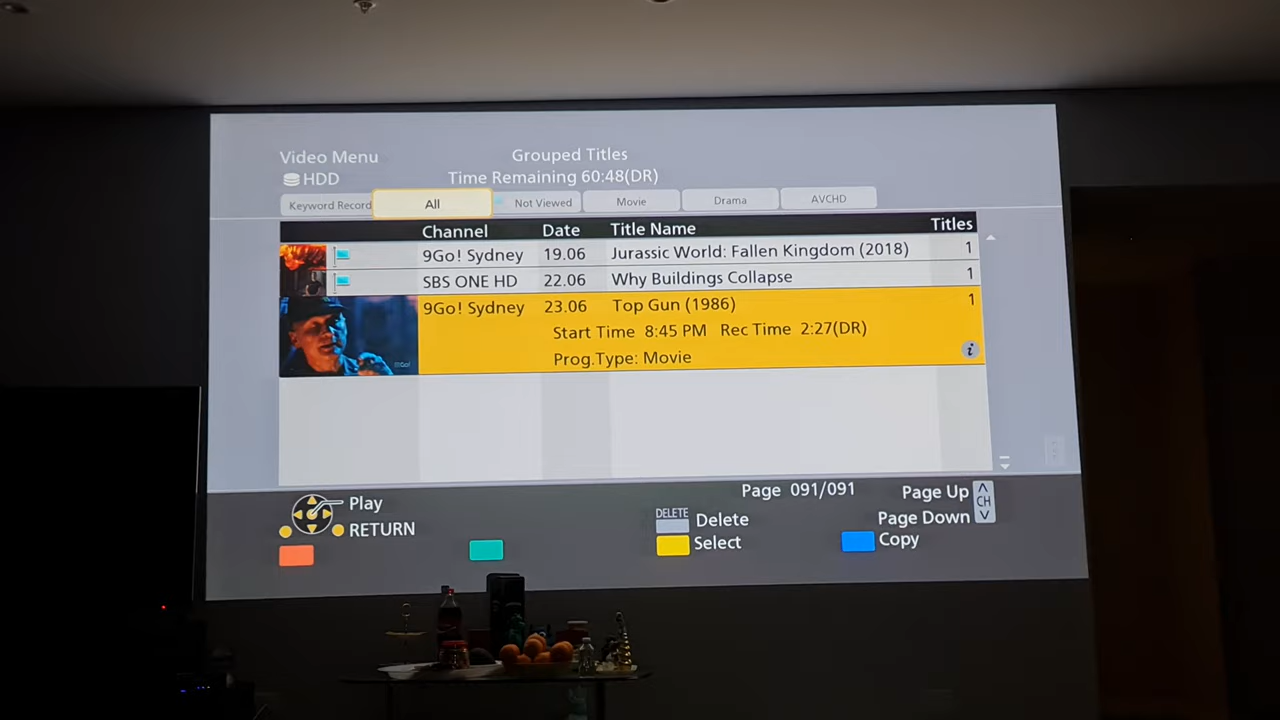 Video Menu
Grouped Titles
HDD
Time Remaining 60:48(DR)
Keyword Record
All
Not Viewed
Movie
Drama
AVCHD
Channel Date Title Name Titles
9Go! Sydney 19.06 Jurassic World: Fallen Kingdom (2018) 1
SBS ONE HD 22.06 Why Buildings Collapse 1
9Go! Sydney 23.06 Top Gun (1986) 1
Start Time 8:45 PM Rec Time 2:27(DR)
Prog.Type: Movie
i
Page 091/091
Page Up
CH
Page Down
Play
RETURN
DELETE
Delete
Select
Copy